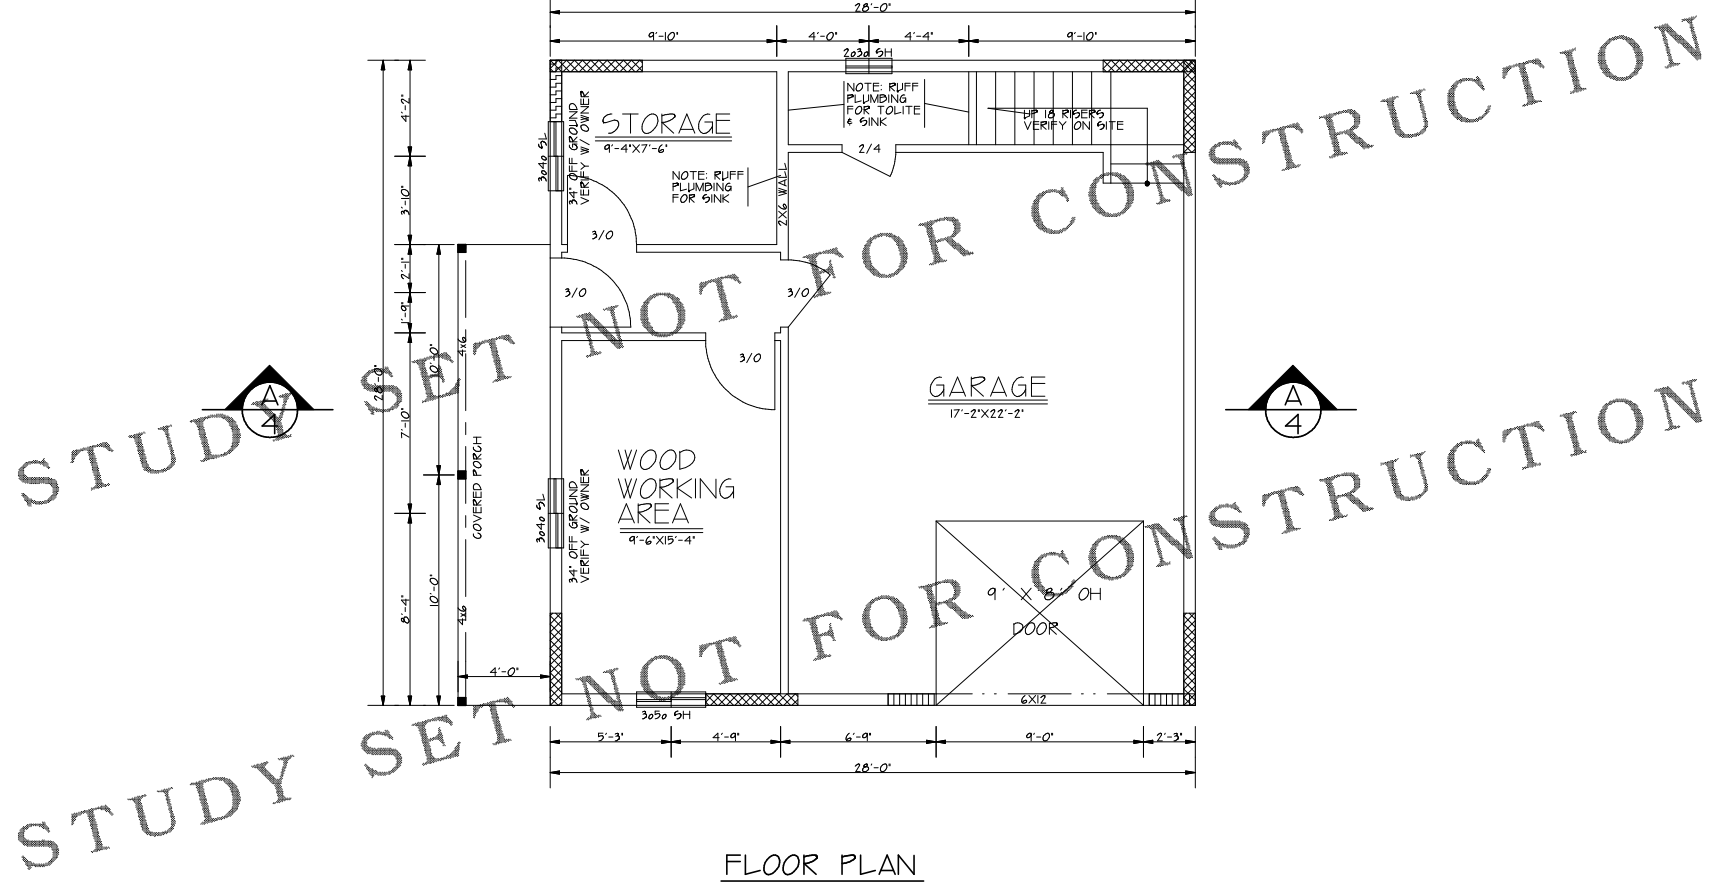 28'-0"
9'-10"
4'-0"
4'-4"
9'-10"
2030 SH
4'-2"
3'-10"
2'-1"
1'-9"
28'-0"
7'-10"
8'-4"
10'-0"
10'-0"
4x6
4x6
COVERED PORCH
4'-0"
3040 SL
34" OFF GROUND
VERIFY W/ OWNER
STORAGE
9'-4"X7'-6"
NOTE: RUFF
PLUMBING
FOR SINK
2X6 WALL
NOTE: RUFF
PLUMBING
FOR TOLITE
& SINK
UP 18 RISERS
VERIFY ON SITE
2/4
3/0
3/0
3/0
3/0
A
4
GARAGE
17'-2"X22'-2"
A
4
WOOD
WORKING
AREA
9'-6"X15'-4"
3040 SL
34" OFF GROUND
VERIFY W/ OWNER
9' X 8' OH
DOOR
6X12
3050 SH
5'-3"
4'-9"
6'-9"
9'-0"
2'-3"
28'-0"
FLOOR PLAN
STUDY SET NOT FOR CONSTRUCTION
STUDY SET NOT FOR CONSTRUCTION